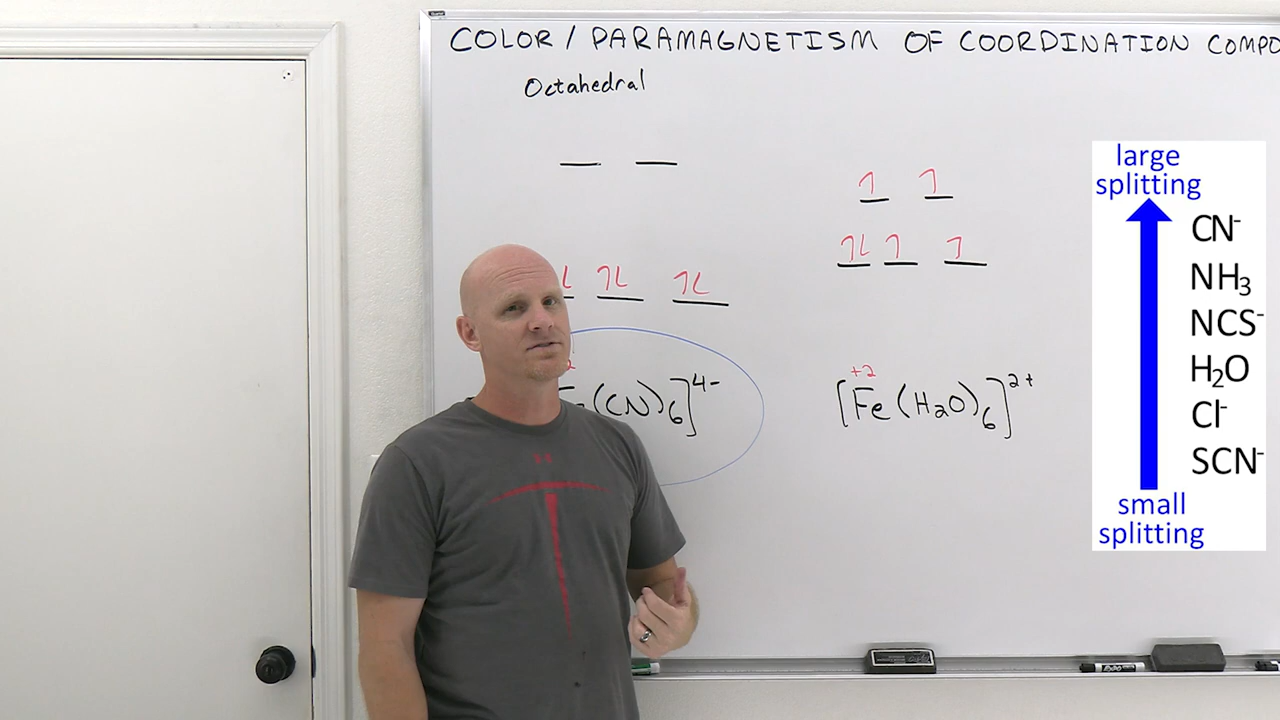 COLOR / PARAMAGNETISM OF COORDINATION COMPO
Octahedral
large
splitting
CN⁻
NH₃
NCS⁻
H₂O
Cl⁻
SCN⁻
small
splitting
+2
(CN)₆]⁴⁻
[Fe(H₂O)₆]²⁺